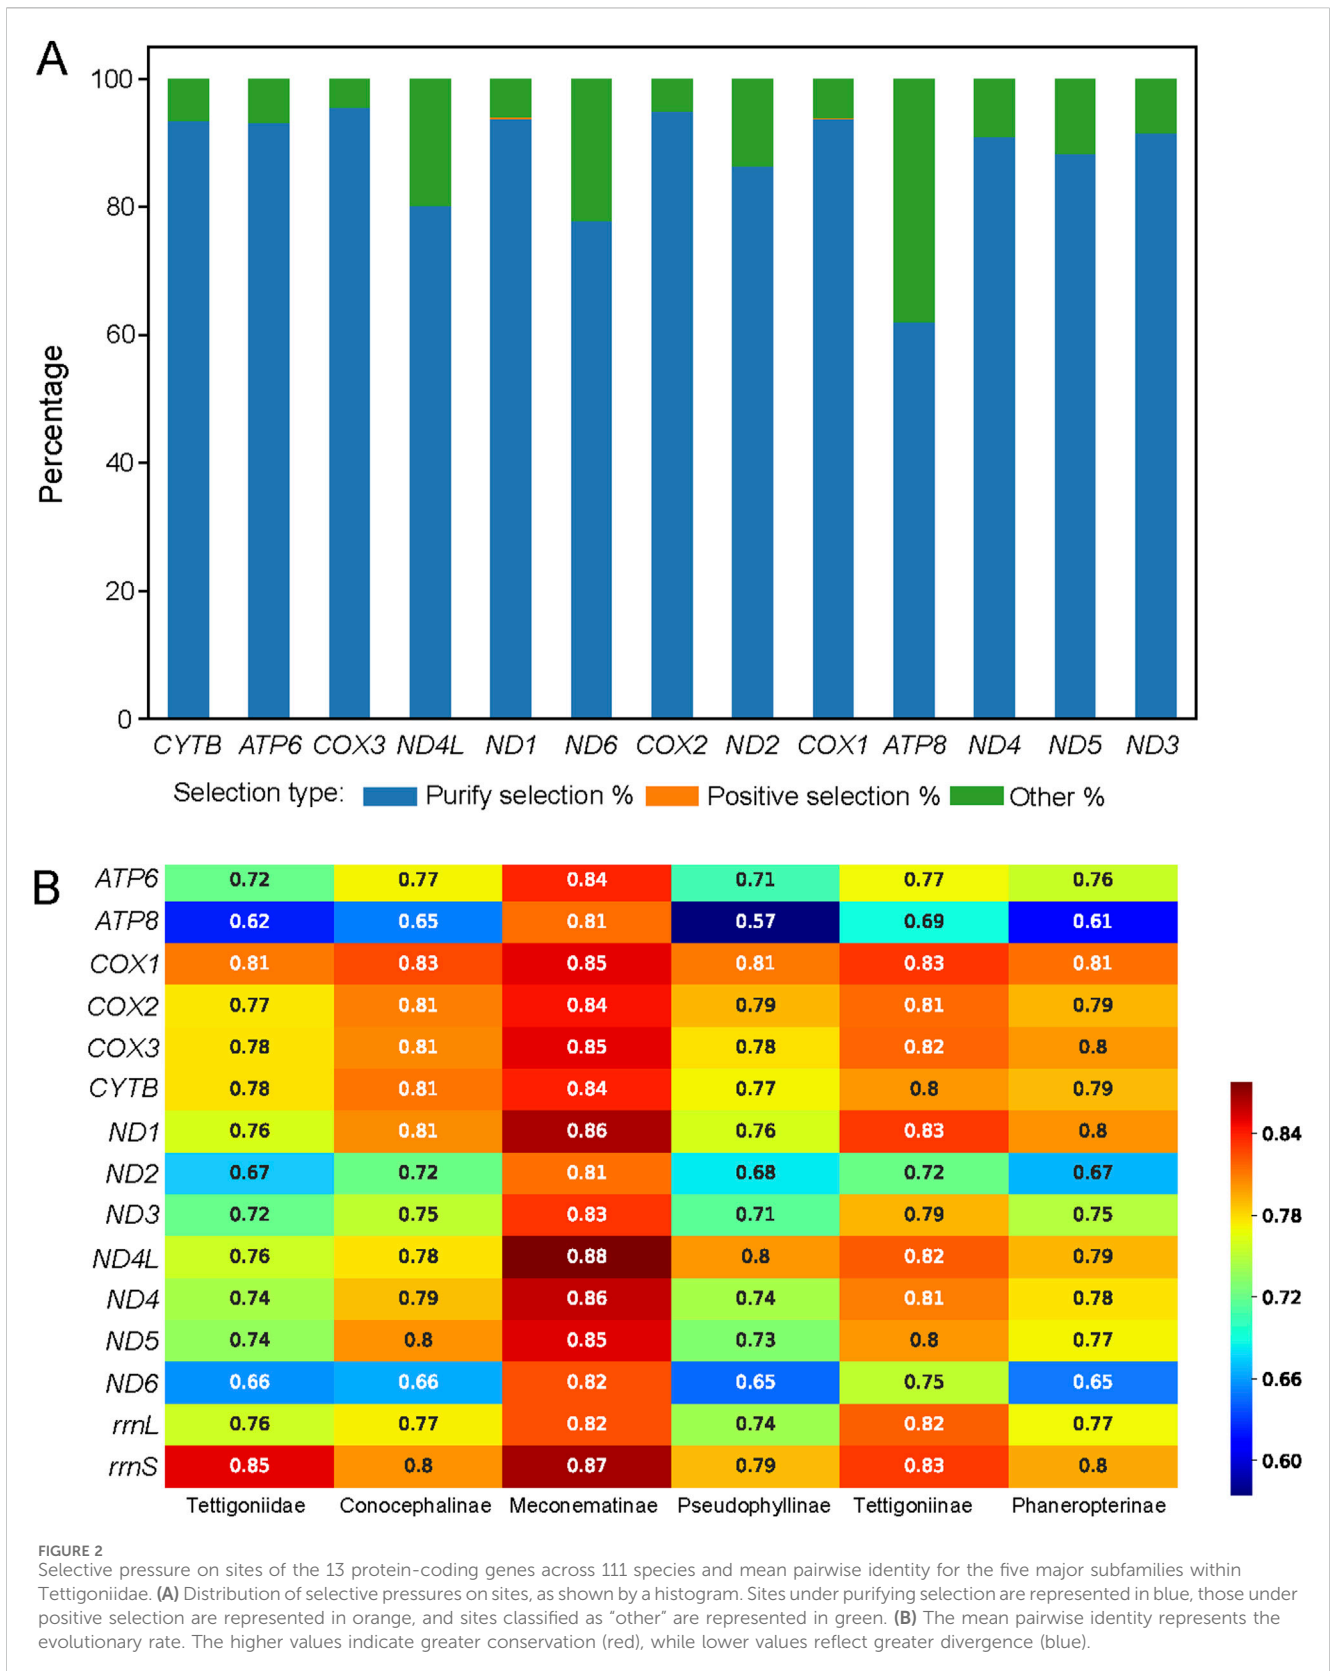 A
100
80
60
40
20
0
Percentage
CYTB ATP6 COX3 ND4L ND1 ND6 COX2 ND2 COX1 ATP8 ND4 ND5 ND3
Selection type: Purify selection % Positive selection % Other %
B
ATP6 0.72 0.77 0.84 0.71 0.77 0.76
ATP8 0.62 0.65 0.81 0.57 0.69 0.61
COX1 0.81 0.83 0.85 0.81 0.83 0.81
COX2 0.77 0.81 0.84 0.79 0.81 0.79
COX3 0.78 0.81 0.85 0.78 0.82 0.8
CYTB 0.78 0.81 0.84 0.77 0.8 0.79
ND1 0.76 0.81 0.86 0.76 0.83 0.8
ND2 0.67 0.72 0.81 0.68 0.72 0.67
ND3 0.72 0.75 0.83 0.71 0.79 0.75
ND4L 0.76 0.78 0.88 0.8 0.82 0.79
ND4 0.74 0.79 0.86 0.74 0.81 0.78
ND5 0.74 0.8 0.85 0.73 0.8 0.77
ND6 0.66 0.66 0.82 0.65 0.75 0.65
rrnL 0.76 0.77 0.82 0.74 0.82 0.77
rrnS 0.85 0.8 0.87 0.79 0.83 0.8
Tettigoniidae Conocephalinae Meconematinae Pseudophyllinae Tettigoniinae Phaneropterinae
0.84
0.78
0.72
0.66
0.60
FIGURE 2
Selective pressure on sites of the 13 protein-coding genes across 111 species and mean pairwise identity for the five major subfamilies within
Tettigoniidae. (A) Distribution of selective pressures on sites, as shown by a histogram. Sites under purifying selection are represented in blue, those under
positive selection are represented in orange, and sites classified as “other” are represented in green. (B) The mean pairwise identity represents the
evolutionary rate. The higher values indicate greater conservation (red), while lower values reflect greater divergence (blue).